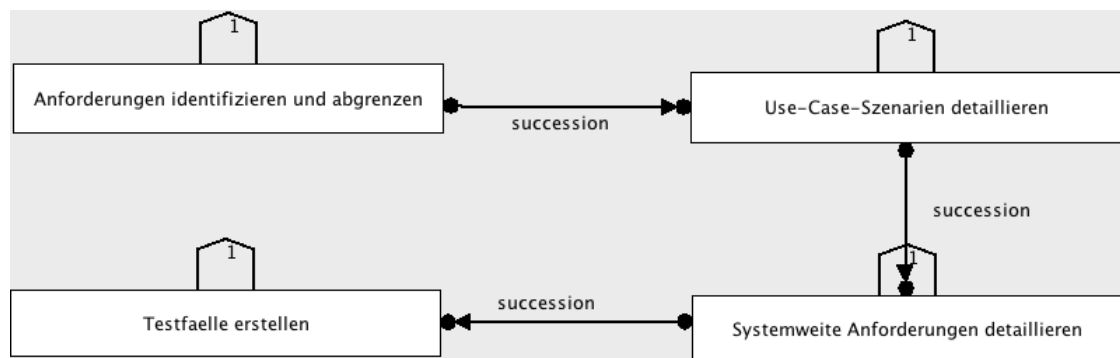 1
1
Anforderungen identifizieren und abgrenzen
Use-Case-Szenarien detaillieren
succession
succession
1
1
succession
Testfaelle erstellen
Systemweite Anforderungen detaillieren